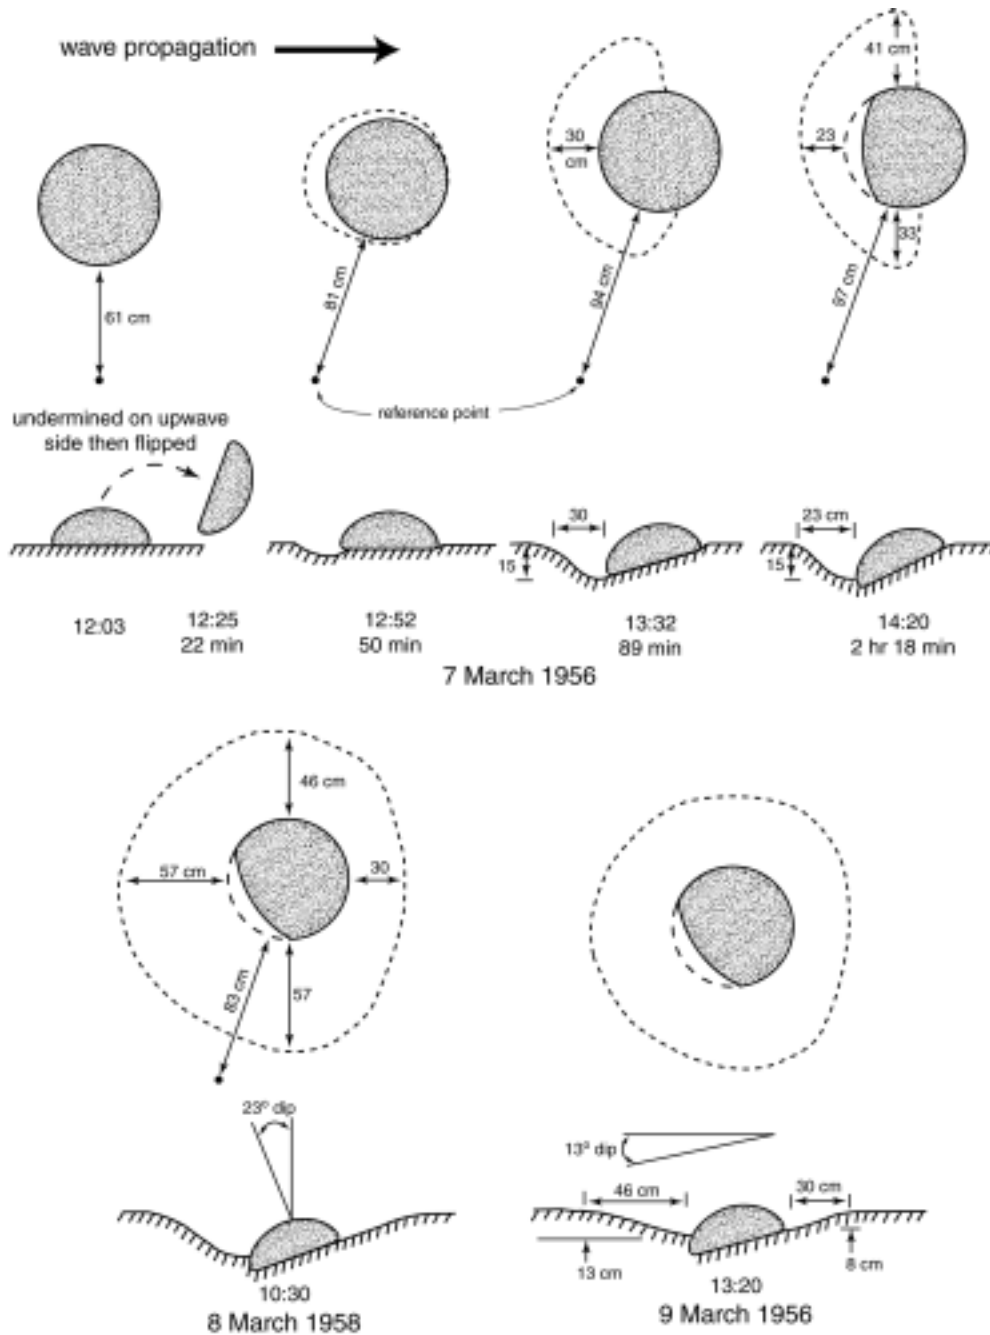 wave propagation
41 cm
30
cm
23
33
61 cm
81 cm
94 cm
97 cm
reference point
undermined on upwave
side then flipped
30
15
23 cm
15
12:03
12:25
22 min
12:52
50 min
13:32
89 min
14:20
2 hr 18 min
7 March 1956
46 cm
57 cm
30
83 cm
57
23° dip
10:30
8 March 1958
13° dip
46 cm
30 cm
13 cm
8 cm
13:20
9 March 1956